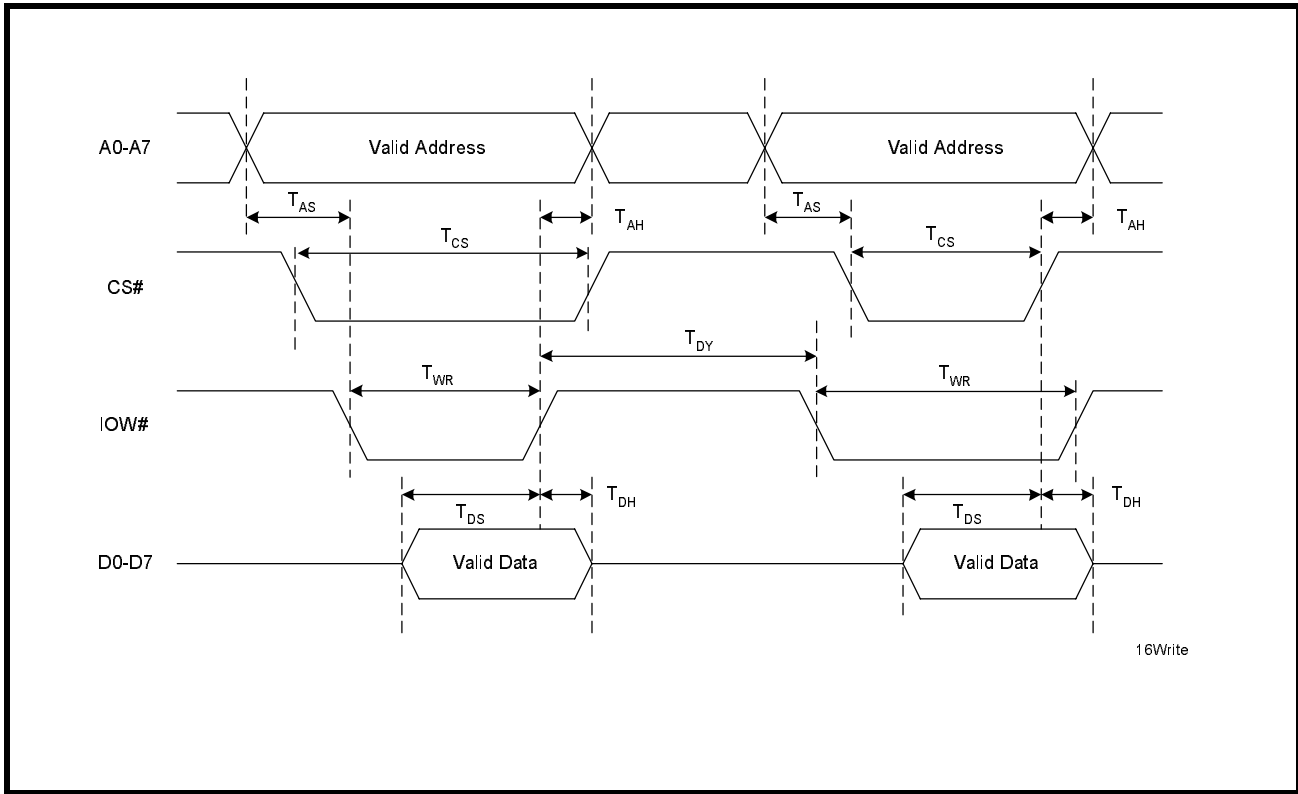 A0-A7
Valid Address
Valid Address
TAS
TAH
TAS
TAH
TCS
TCS
CS#
TDY
TWR
TWR
IOW#
TDS
TDH
TDS
TDH
D0-D7
Valid Data
Valid Data
16Write